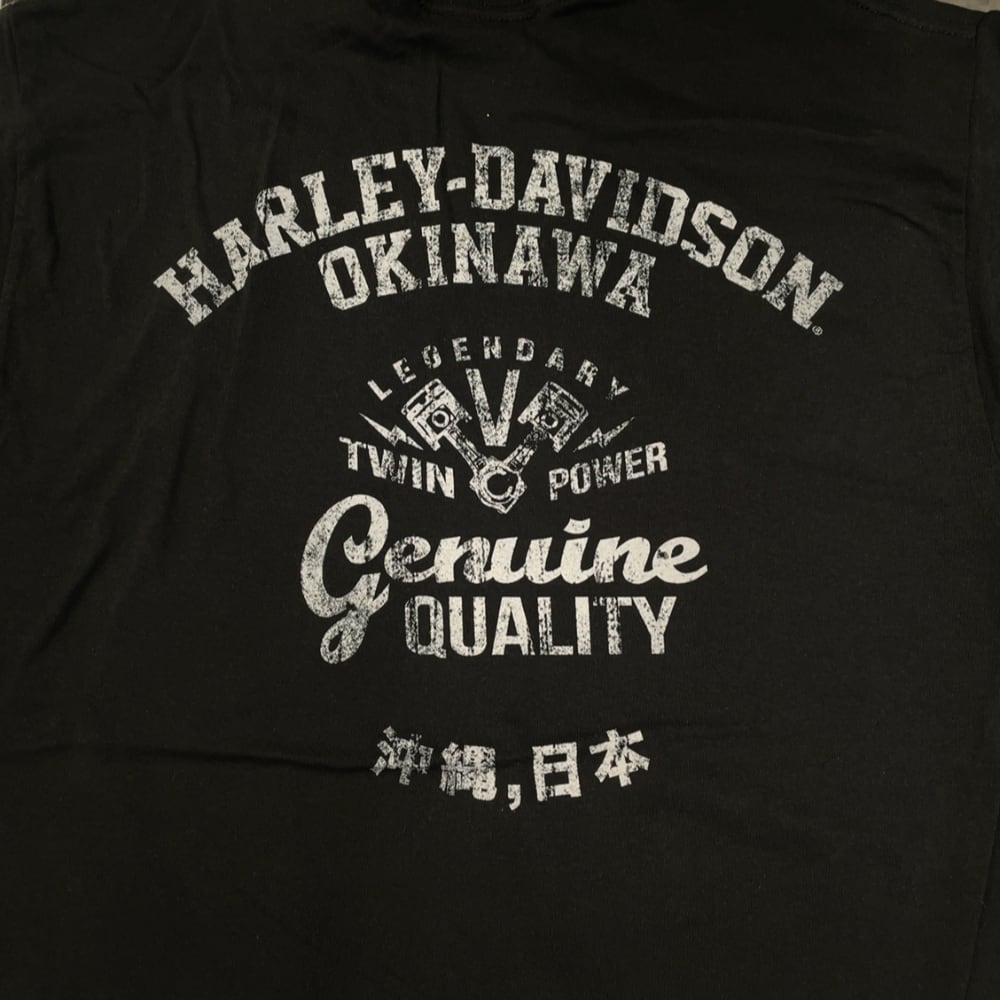 HARLEY-DAVIDSON®
OKINAWA
LEGENDARY
V
TWIN POWER
Genuine
QUALITY
沖縄,日本